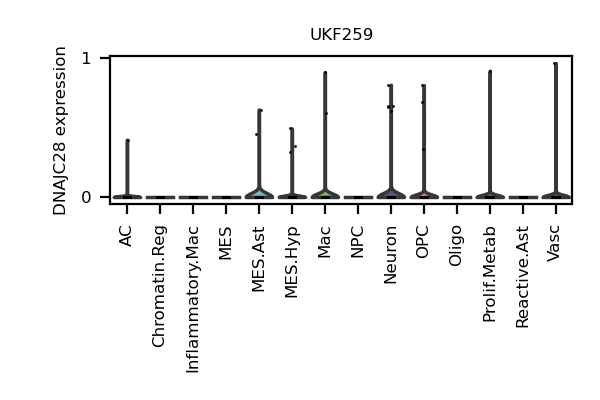 UKF259
DNAJC28 expression
1
0
AC
Chromatin.Reg
Inflammatory.Mac
MES
MES.Ast
MES.Hyp
Mac
NPC
Neuron
OPC
Oligo
Prolif.Metab
Reactive.Ast
Vasc